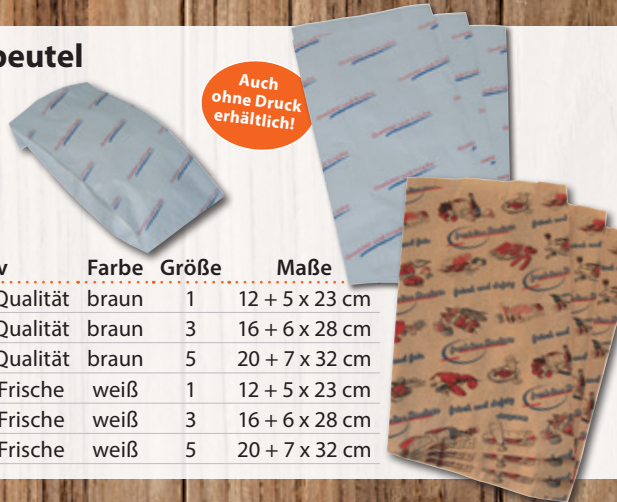 beutel
Auch
ohne Druck
erhältlich!
v Farbe Größe Maße
Qualität braun 1 12 + 5 x 23 cm
Qualität braun 3 16 + 6 x 28 cm
Qualität braun 5 20 + 7 x 32 cm
Frische weiß 1 12 + 5 x 23 cm
Frische weiß 3 16 + 6 x 28 cm
Frische weiß 5 20 + 7 x 32 cm